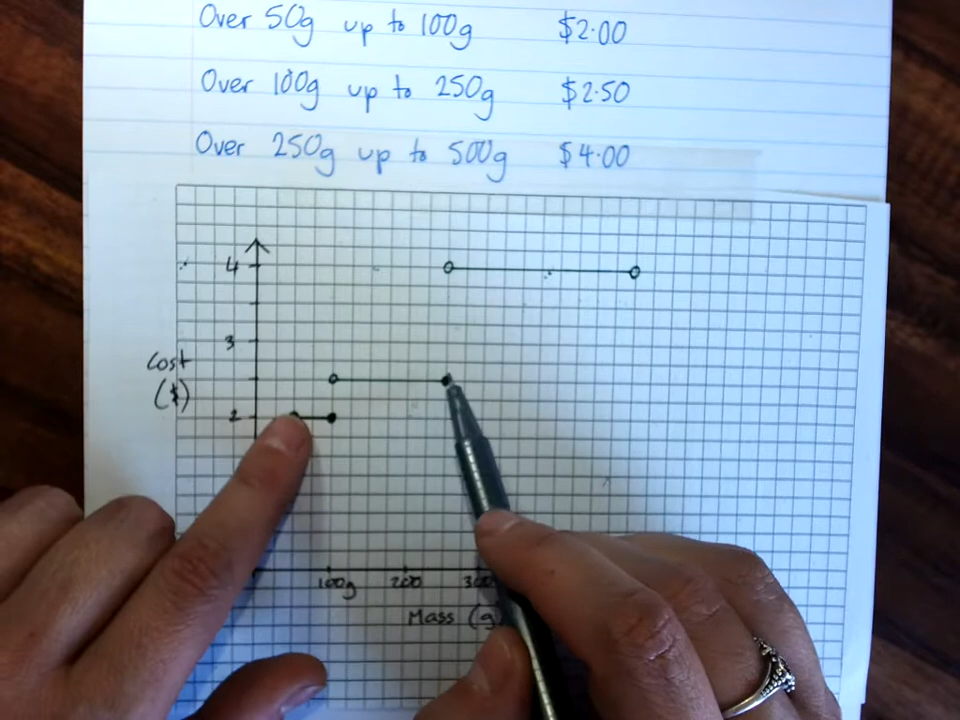 Over 50g up to 100g $2.00
Over 100g up to 250g $2.50
Over 250g up to 500g $4.00
4
3
Cost
($)
2
100g 200 300
Mass (g